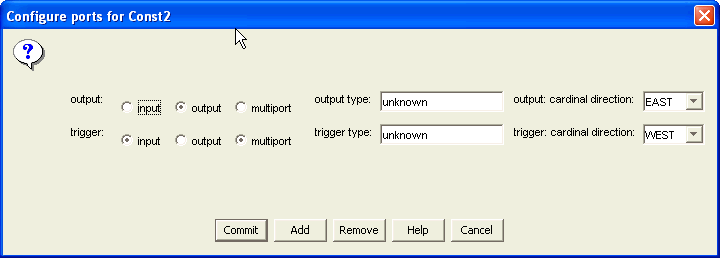 Configure ports for Const2
output: input output multiport output type: unknown output: cardinal direction: EAST
trigger: input output multiport trigger type: unknown trigger: cardinal direction: WEST
Commit Add Remove Help Cancel